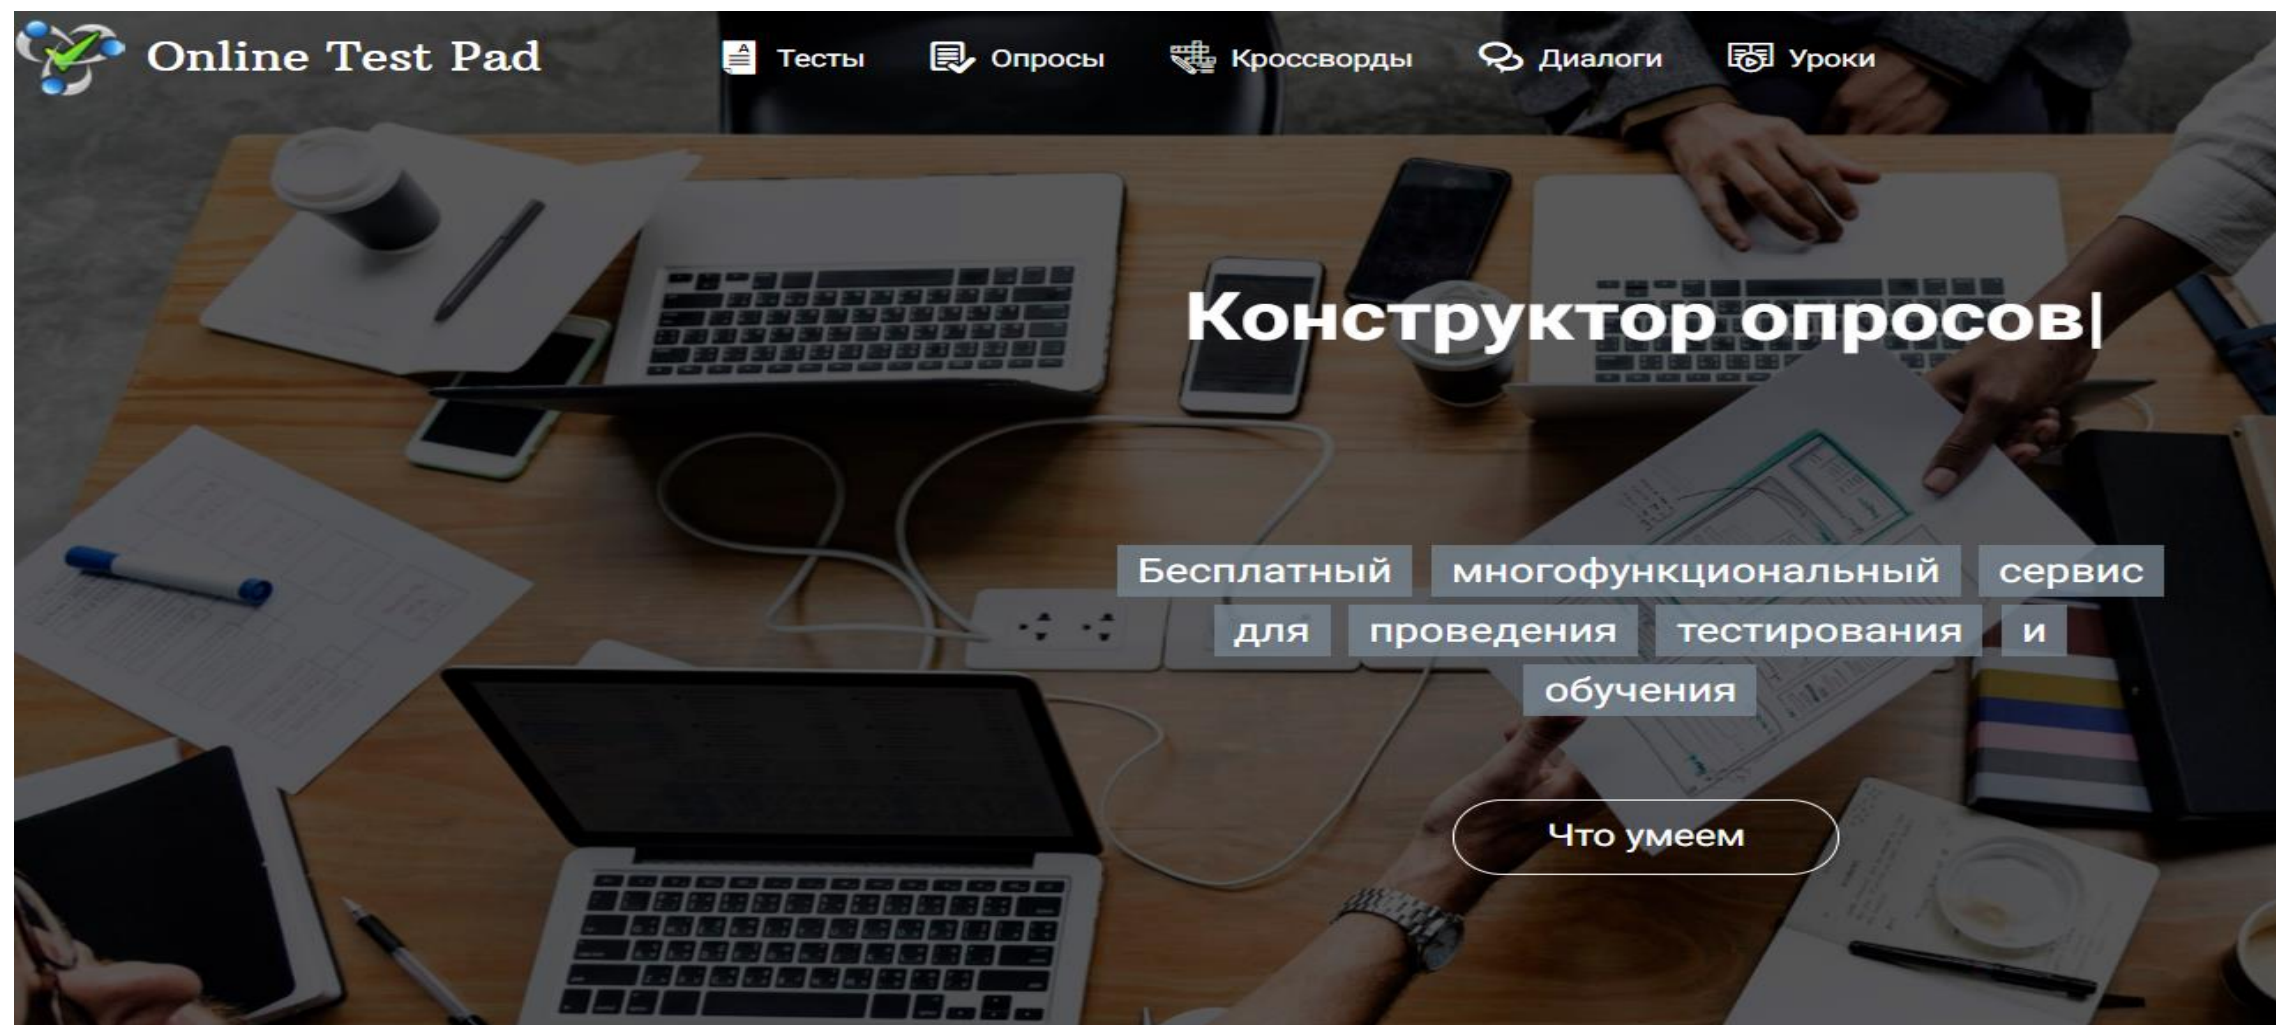 Online Test Pad
Тесты Опросы Кроссворды Диалоги Уроки
Конструктор опросов|
Бесплатный многофункциональный сервис
для проведения тестирования и
обучения
Что умеем